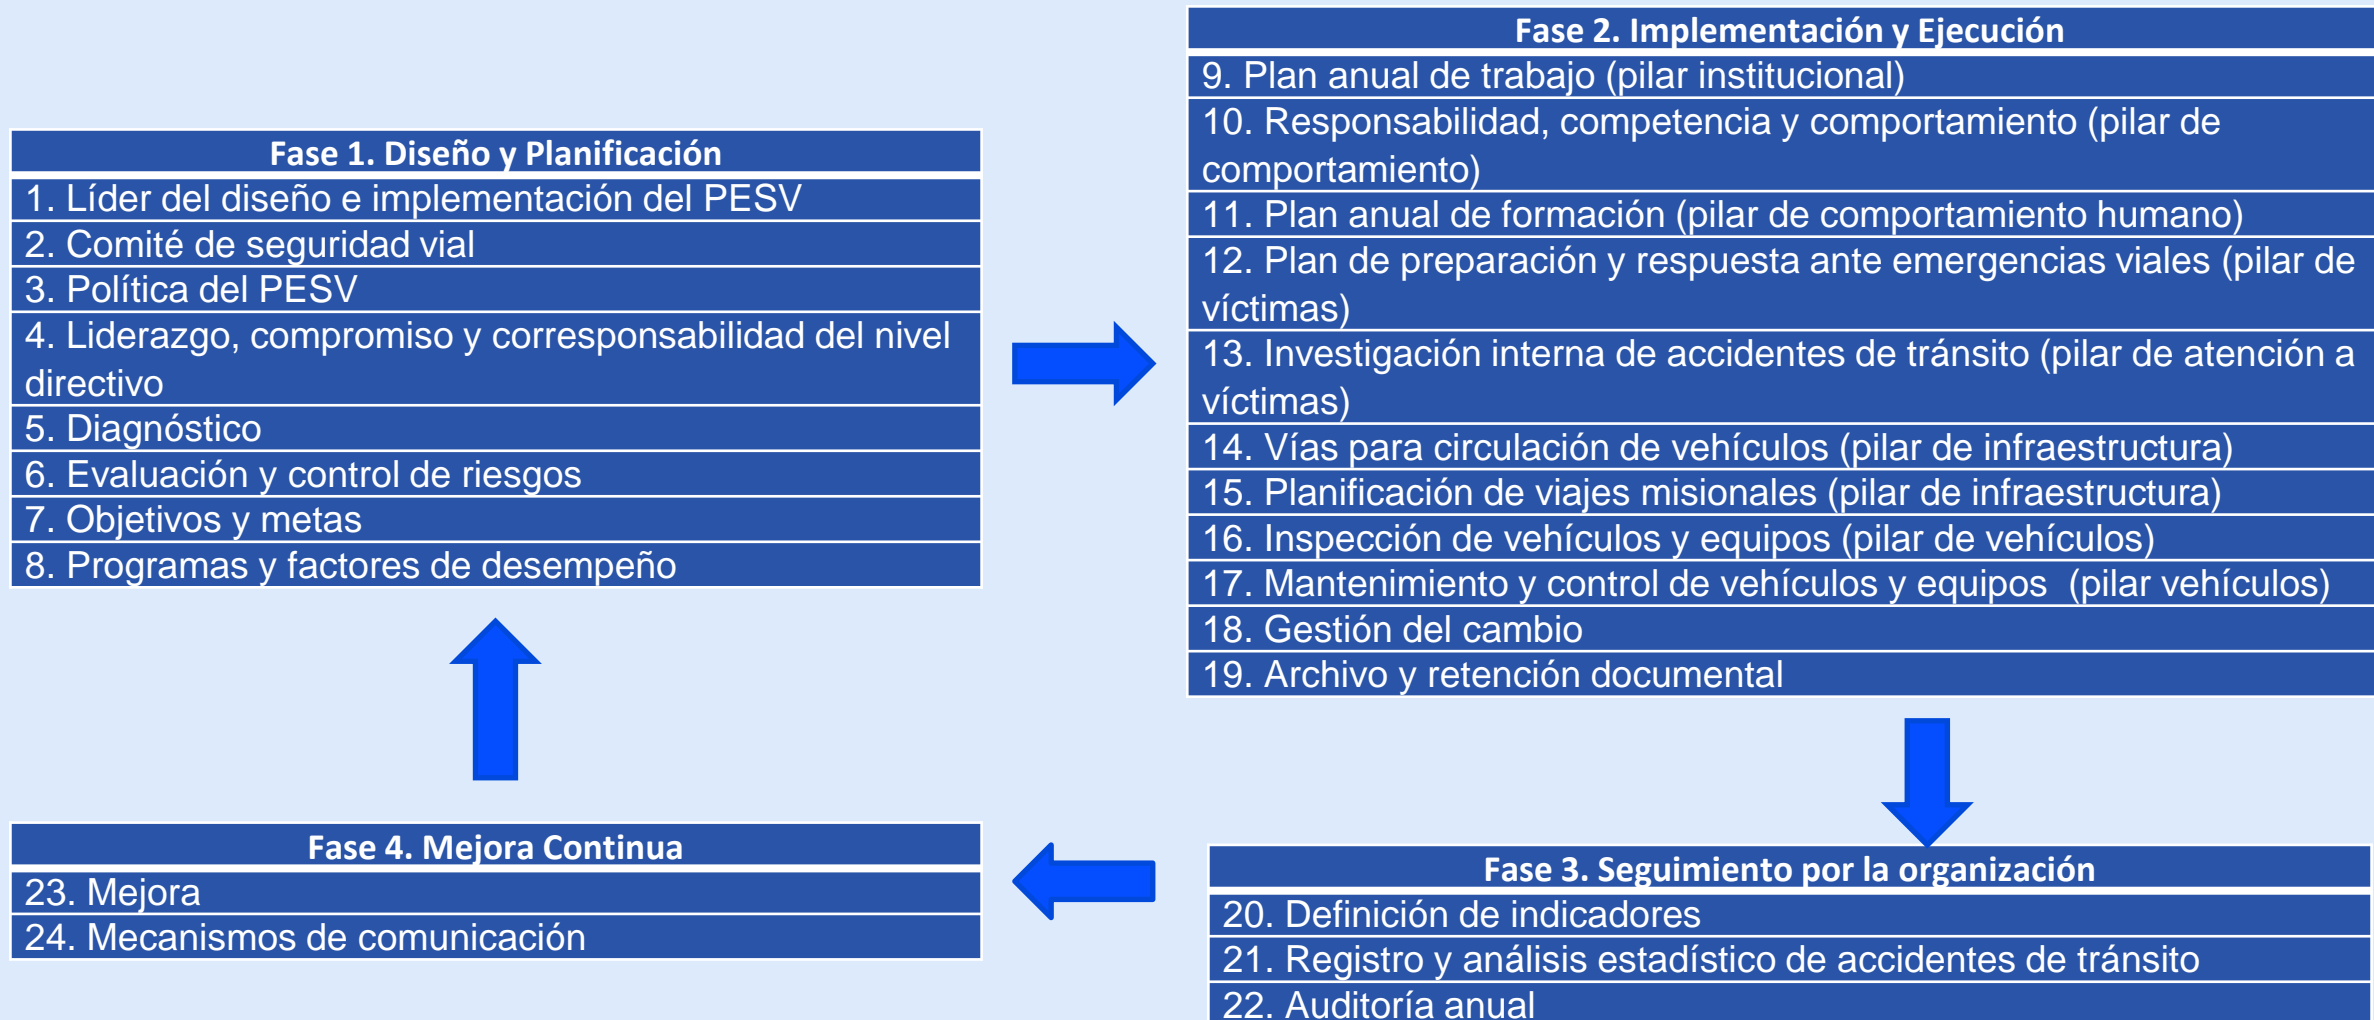 Fase 1. Diseño y Planificación
1. Líder del diseño e implementación del PESV
2. Comité de seguridad vial
3. Política del PESV
4. Liderazgo, compromiso y corresponsabilidad del nivel
directivo
5. Diagnóstico
6. Evaluación y control de riesgos
7. Objetivos y metas
8. Programas y factores de desempeño
Fase 2. Implementación y Ejecución
9. Plan anual de trabajo (pilar institucional)
10. Responsabilidad, competencia y comportamiento (pilar de
comportamiento)
11. Plan anual de formación (pilar de comportamiento humano)
12. Plan de preparación y respuesta ante emergencias viales (pilar de
víctimas)
13. Investigación interna de accidentes de tránsito (pilar de atención a
víctimas)
14. Vías para circulación de vehículos (pilar de infraestructura)
15. Planificación de viajes misionales (pilar de infraestructura)
16. Inspección de vehículos y equipos (pilar de vehículos)
17. Mantenimiento y control de vehículos y equipos  (pilar vehículos)
18. Gestión del cambio
19. Archivo y retención documental
Fase 3. Seguimiento por la organización
20. Definición de indicadores
21. Registro y análisis estadístico de accidentes de tránsito
22. Auditoría anual
Fase 4. Mejora Continua
23. Mejora
24. Mecanismos de comunicación